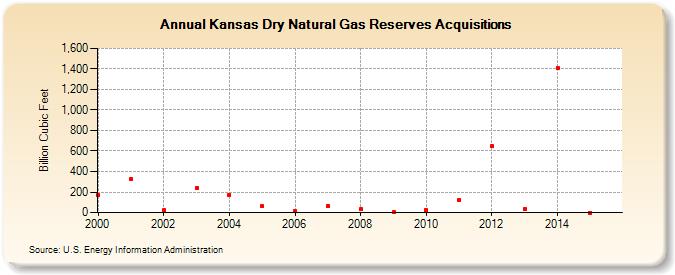 Annual Kansas Dry Natural Gas Reserves Acquisitions
Billion Cubic Feet
1,600
1,400
1,200
1,000
800
600
400
200
0
2000 2002 2004 2006 2008 2010 2012 2014
Source: U.S. Energy Information Administration